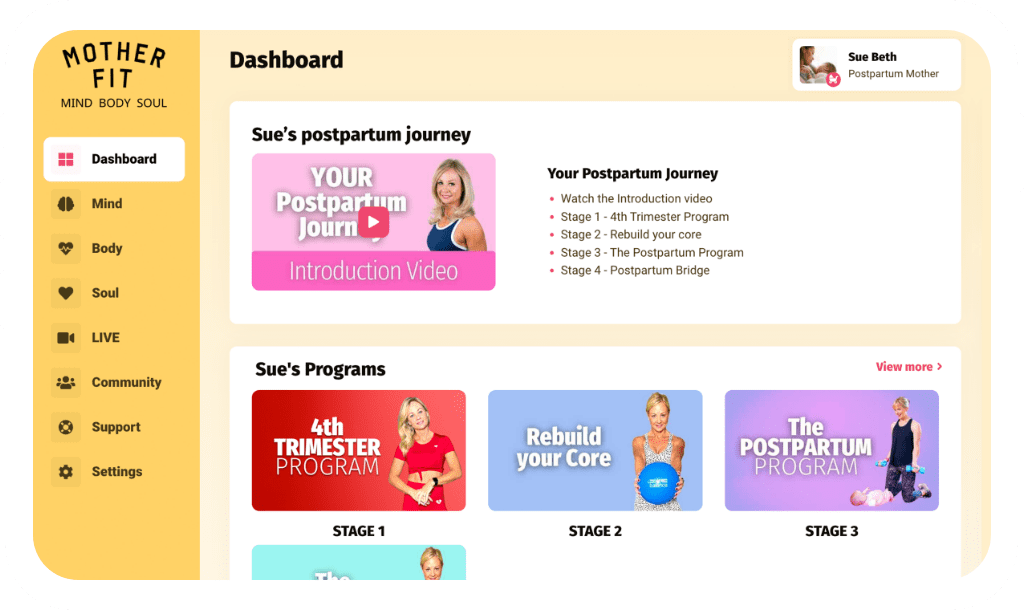 MOTHER
FIT
MIND BODY SOUL
Dashboard
Mind
Body
Soul
LIVE
Community
Support
Settings
Dashboard
Sue Beth
Postpartum Mother
Sue’s postpartum journey
YOUR
Postpartum
Journey
Introduction Video
Your Postpartum Journey
Watch the Introduction video
Stage 1 - 4th Trimester Program
Stage 2 - Rebuild your core
Stage 3 - The Postpartum Program
Stage 4 - Postpartum Bridge
Sue's Programs
View more >
4th
TRIMESTER
PROGRAM
STAGE 1
Rebuild
your Core
STAGE 2
The
POSTPARTUM
PROGRAM
STAGE 3
The